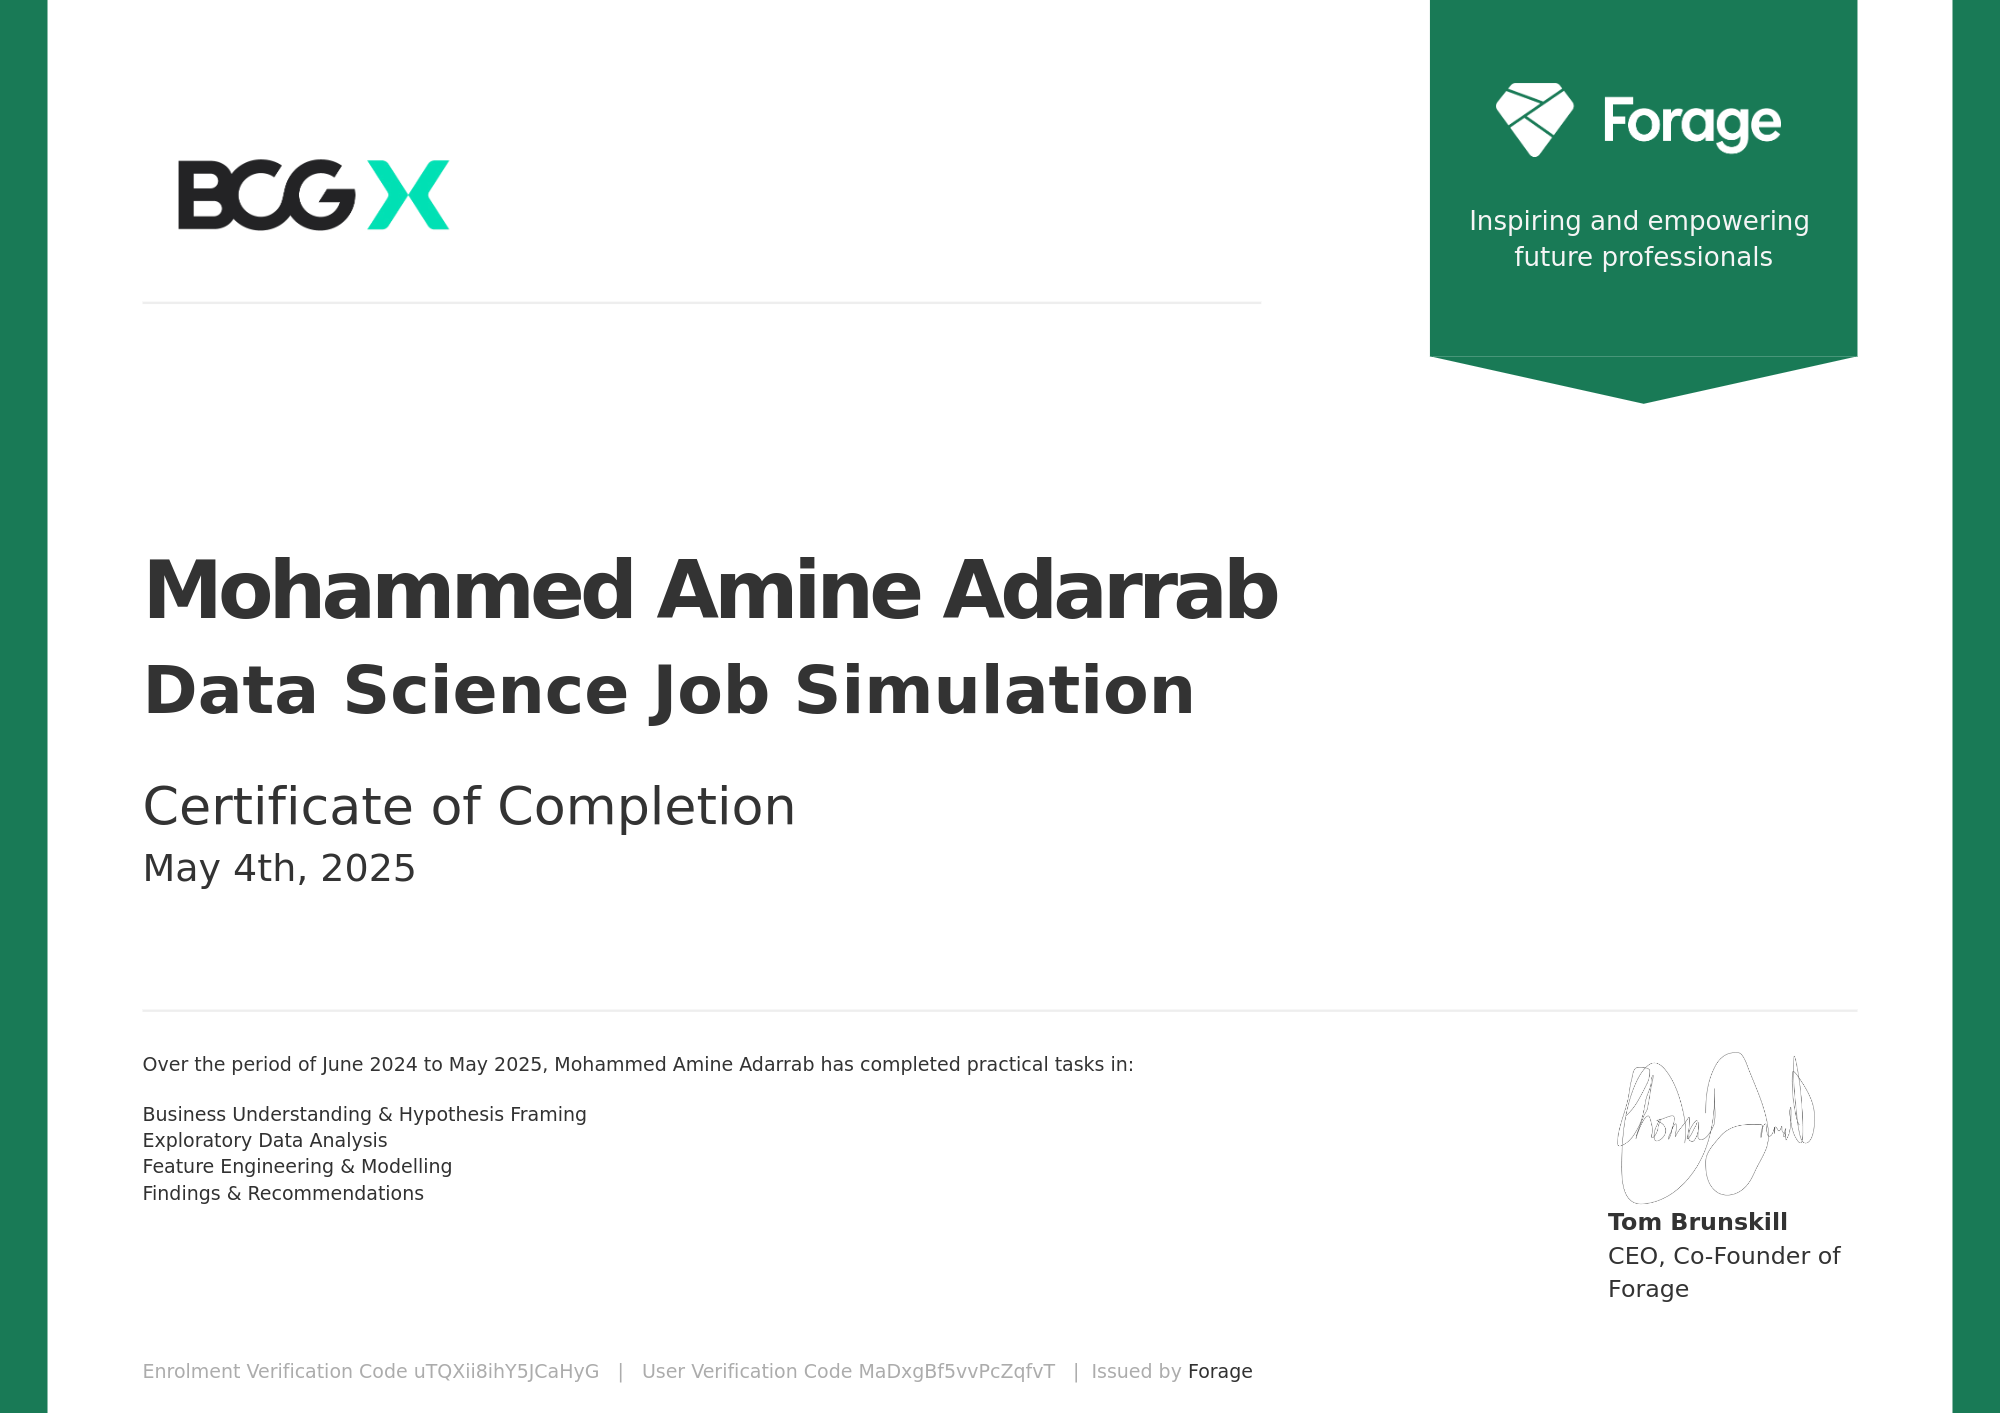 BCG X
Forage
Inspiring and empowering
future professionals
Mohammed Amine Adarrab
Data Science Job Simulation
Certificate of Completion
May 4th, 2025
Over the period of June 2024 to May 2025, Mohammed Amine Adarrab has completed practical tasks in:
Business Understanding & Hypothesis Framing
Exploratory Data Analysis
Feature Engineering & Modelling
Findings & Recommendations
Tom Brunskill
CEO, Co-Founder of
Forage
Enrolment Verification Code uTQXii8ihY5JCaHyG | User Verification Code MaDxgBf5vvPcZqfvT | Issued by Forage